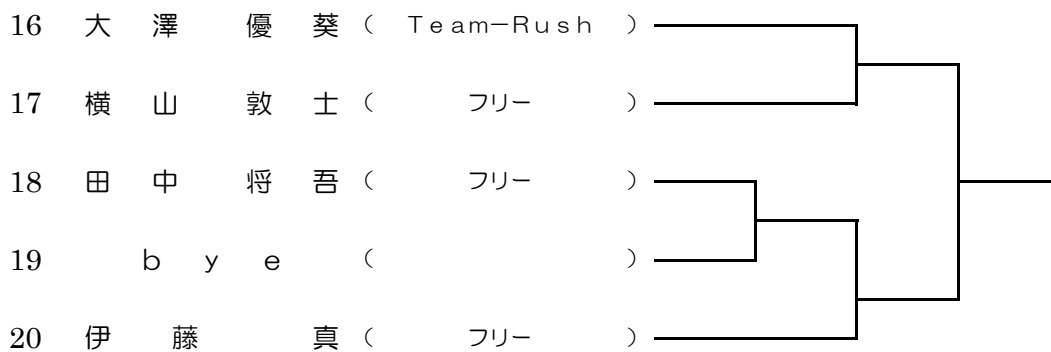 16 大澤 優葵 ( Team-Rush )
17 横山 敦士 ( フリー )
18 田中 将吾 ( フリー )
19 bye ( )
20 伊藤 真 ( フリー )